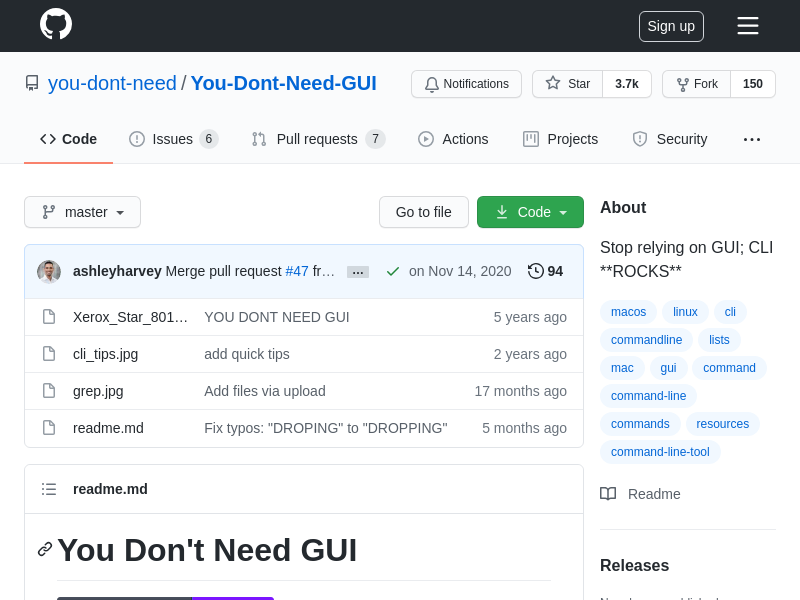 Sign up
you-dont-need / You-Dont-Need-GUI
Notifications
Star 3.7k
Fork 150
Code
Issues 6
Pull requests 7
Actions
Projects
Security
master
Go to file
Code
ashleyharvey Merge pull request #47 fr… … on Nov 14, 2020 94
Xerox_Star_801… YOU DONT NEED GUI 5 years ago
cli_tips.jpg add quick tips 2 years ago
grep.jpg Add files via upload 17 months ago
readme.md Fix typos: "DROPING" to "DROPPING" 5 months ago
readme.md
You Don't Need GUI
About
Stop relying on GUI; CLI
**ROCKS**
macos linux cli
commandline lists
mac gui command
command-line
commands resources
command-line-tool
Readme
Releases